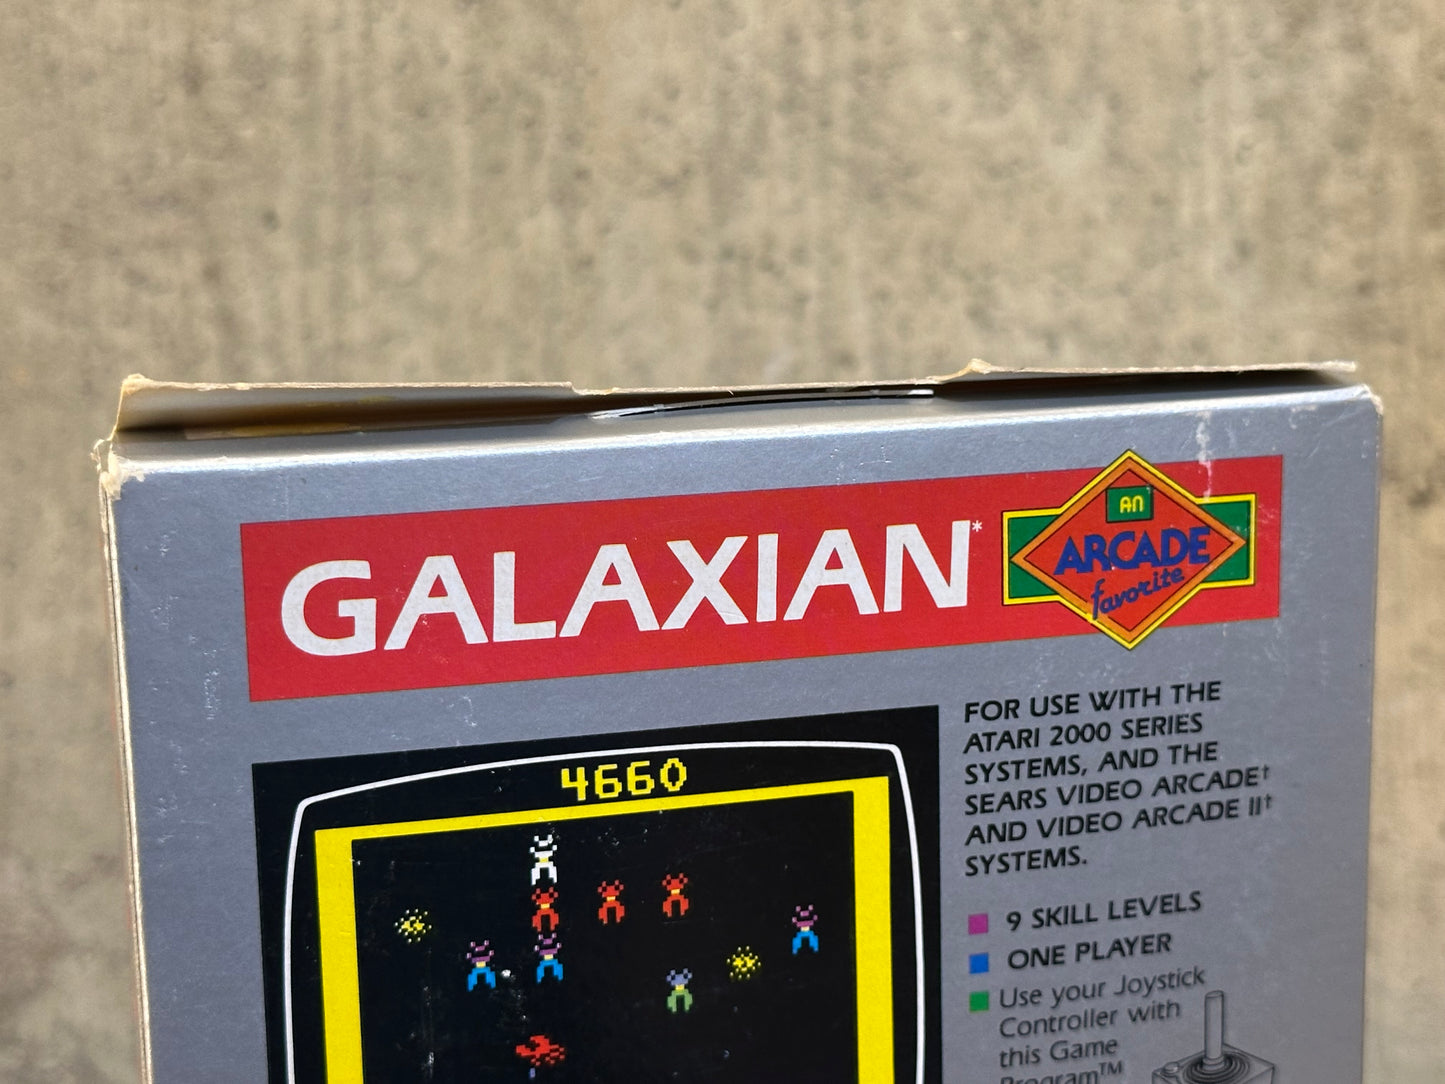 GALAXIAN*
AN
ARCADE
favorite
4660
FOR USE WITH THE
ATARI 2000 SERIES
SYSTEMS, AND THE
SEARS VIDEO ARCADE†
AND VIDEO ARCADE II†
SYSTEMS.
9 SKILL LEVELS
ONE PLAYER
Use your Joystick
Controller with
this Game
Program™